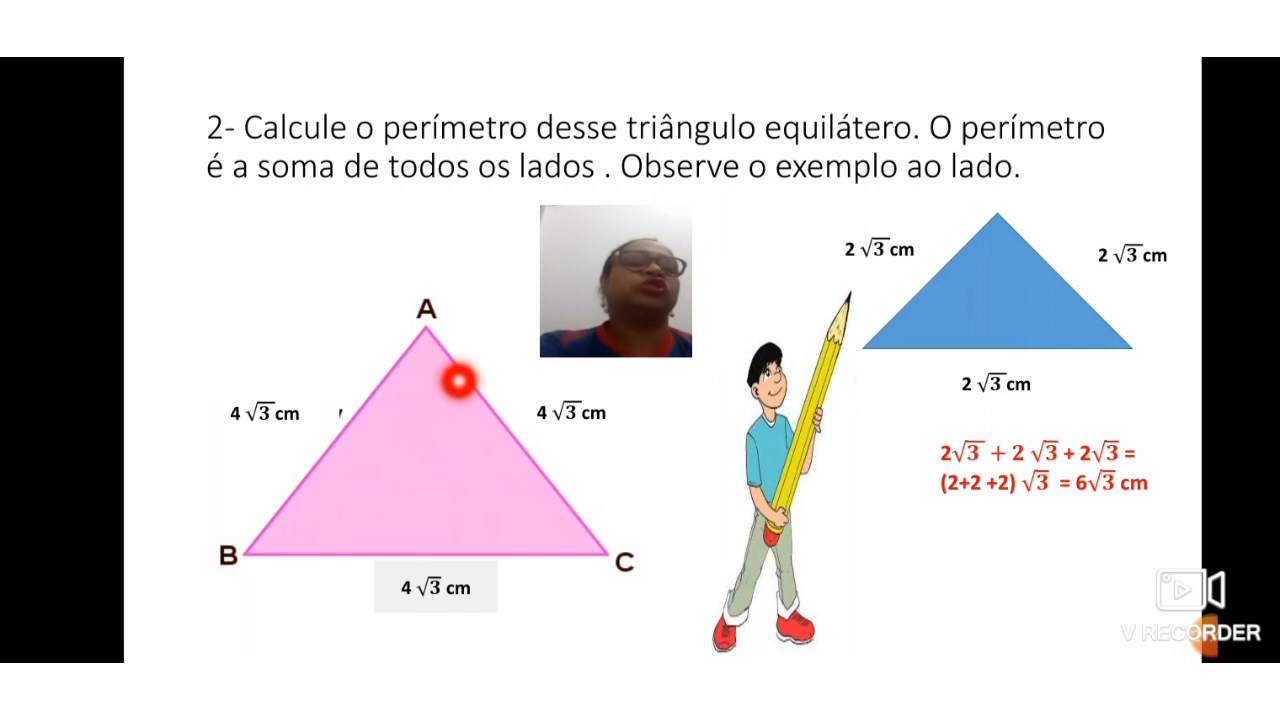 2- Calcule o perímetro desse triângulo equilátero. O perímetro
é a soma de todos os lados . Observe o exemplo ao lado.
2 √3 cm
2 √3 cm
A
2 √3 cm
4 √3 cm
4 √3 cm
2√3 + 2 √3 + 2√3 =
(2+2 +2) √3 = 6√3 cm
B
C
4 √3 cm
V RECORDER